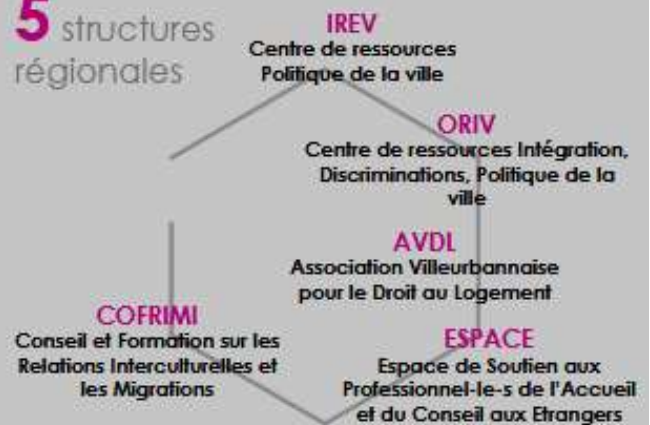 5 structures
régionales
IREV
Centre de ressources
Politique de la ville
ORIV
Centre de ressources Intégration,
Discriminations, Politique de la
ville
AVDL
Association Villeurbannaise
pour le Droit au Logement
COFRIMI
Conseil et Formation sur les
Relations Interculturelles et
les Migrations
ESPACE
Espace de Soutien aux
Professionnel-le-s de l'Accueil
et du Conseil aux Etrangers